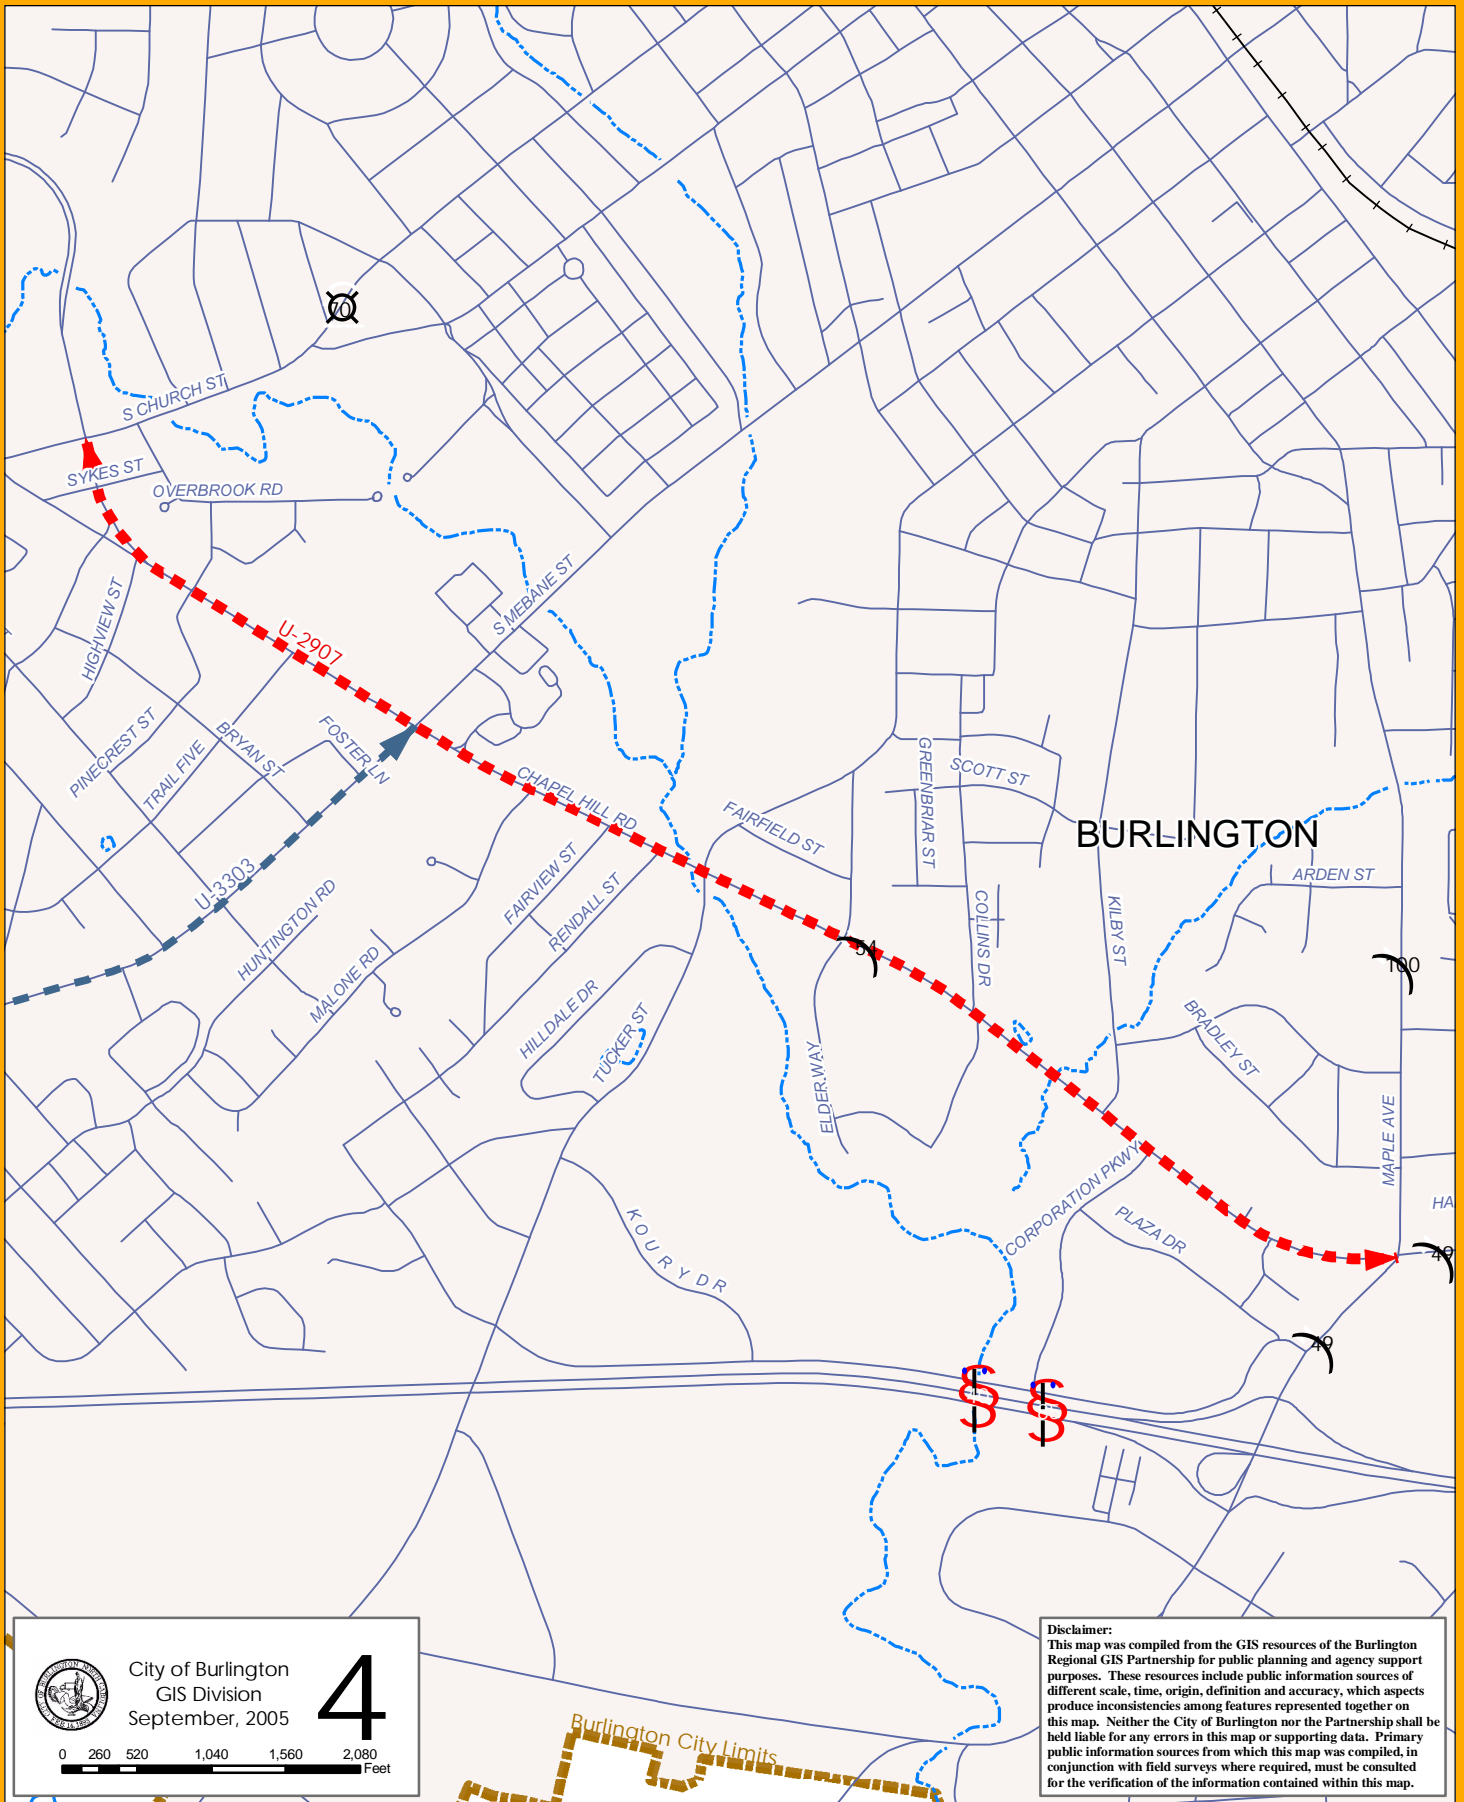 70
S CHURCH ST
SYKES ST
OVERBROOK RD
S MEBANE ST
HIGHVIEW ST
U-2907
PINECREST ST
TRAIL FIVE
BRYAN ST
FOSTER LN
CHAPEL HILL RD
FAIRFIELD ST
GREENBRIAR ST
SCOTT ST
BURLINGTON
ARDEN ST
U-3303
HUNTINGTON RD
MALONE RD
FAIRVIEW ST
RENDALL ST
COLLINS DR
KILBY ST
54
100
HILLDALE DR
TUCKER ST
ELDER WAY
BRADLEY ST
MAPLE AVE
HA
CORPORATION PKWY
PLAZA DR
KOURY DR
49
49
City of Burlington
GIS Division
September, 2005
4
0 260 520 1,040 1,560 2,080
Feet
Burlington City Limits
Disclaimer:
This map was compiled from the GIS resources of the Burlington
Regional GIS Partnership for public planning and agency support
purposes. These resources include public information sources of
different scale, time, origin, definition and accuracy, which aspects
produce inconsistencies among features represented together on
this map. Neither the City of Burlington nor the Partnership shall be
held liable for any errors in this map or supporting data. Primary
public information sources from which this map was compiled, in
conjunction with field surveys where required, must be consulted
for the verification of the information contained within this map.